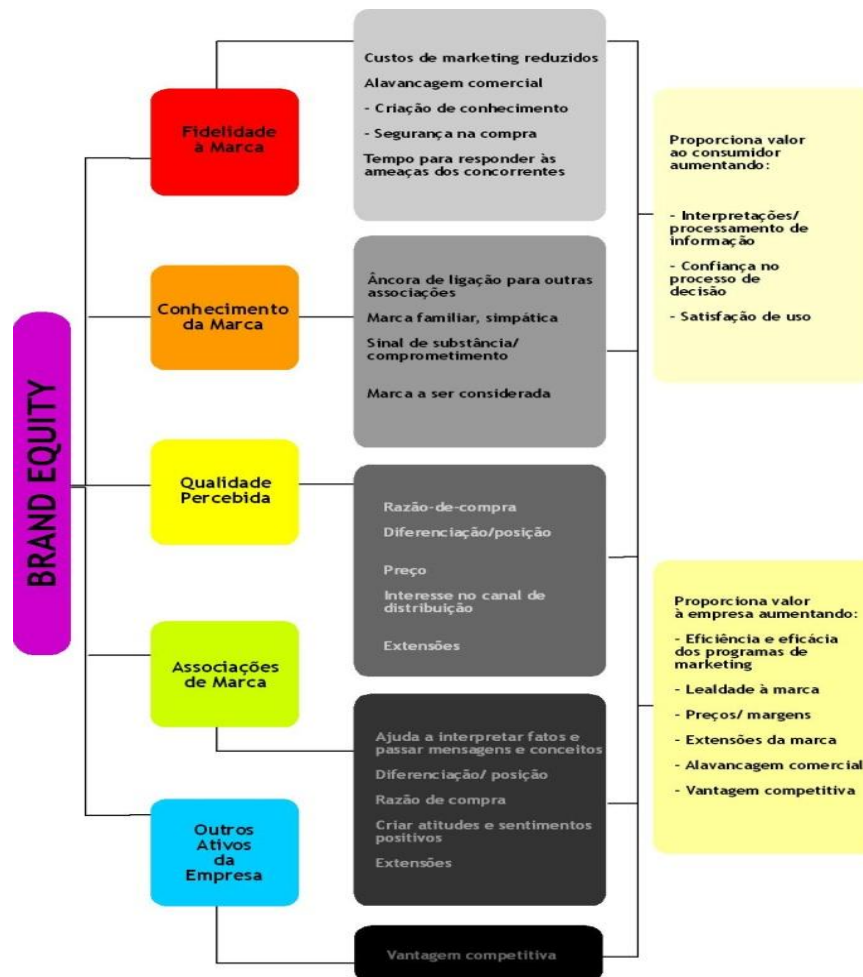 BRAND EQUITY
Fidelidade
à Marca
Custos de marketing reduzidos
Alavancagem comercial
- Criação de conhecimento
- Segurança na compra
Tempo para responder às
ameaças dos concorrentes
Conhecimento
da Marca
Âncora de ligação para outras
associações
Marca familiar, simpática
Sinal de substância/
comprometimento
Marca a ser considerada
Qualidade
Percebida
Razão-de-compra
Diferenciação/posição
Preço
Interesse no canal de
distribuição
Extensões
Associações
de Marca
Ajuda a interpretar fatos e
passar mensagens e conceitos
Diferenciação/ posição
Razão de compra
Criar atitudes e sentimentos
positivos
Extensões
Outros
Ativos
da
Empresa
Vantagem competitiva
Proporciona valor
ao consumidor
aumentando:
- Interpretações/
processamento de
informação
- Confiança no
processo de
decisão
- Satisfação de uso
Proporciona valor
à empresa aumentando:
- Eficiência e eficácia
dos programas de
marketing
- Lealdade à marca
- Preços/ margens
- Extensões da marca
- Alavancagem comercial
- Vantagem competitiva